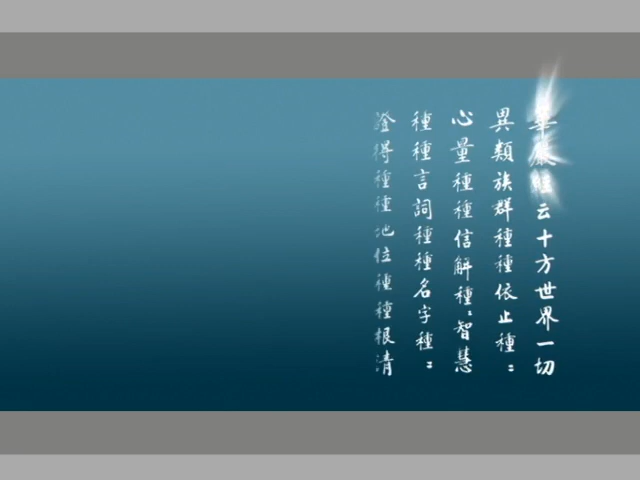 華嚴經云十方世界一切
異類族群種種依止種〻
心量種種信解種〻智慧
種種言詞種種名字種〻
證得種種地位種種根清